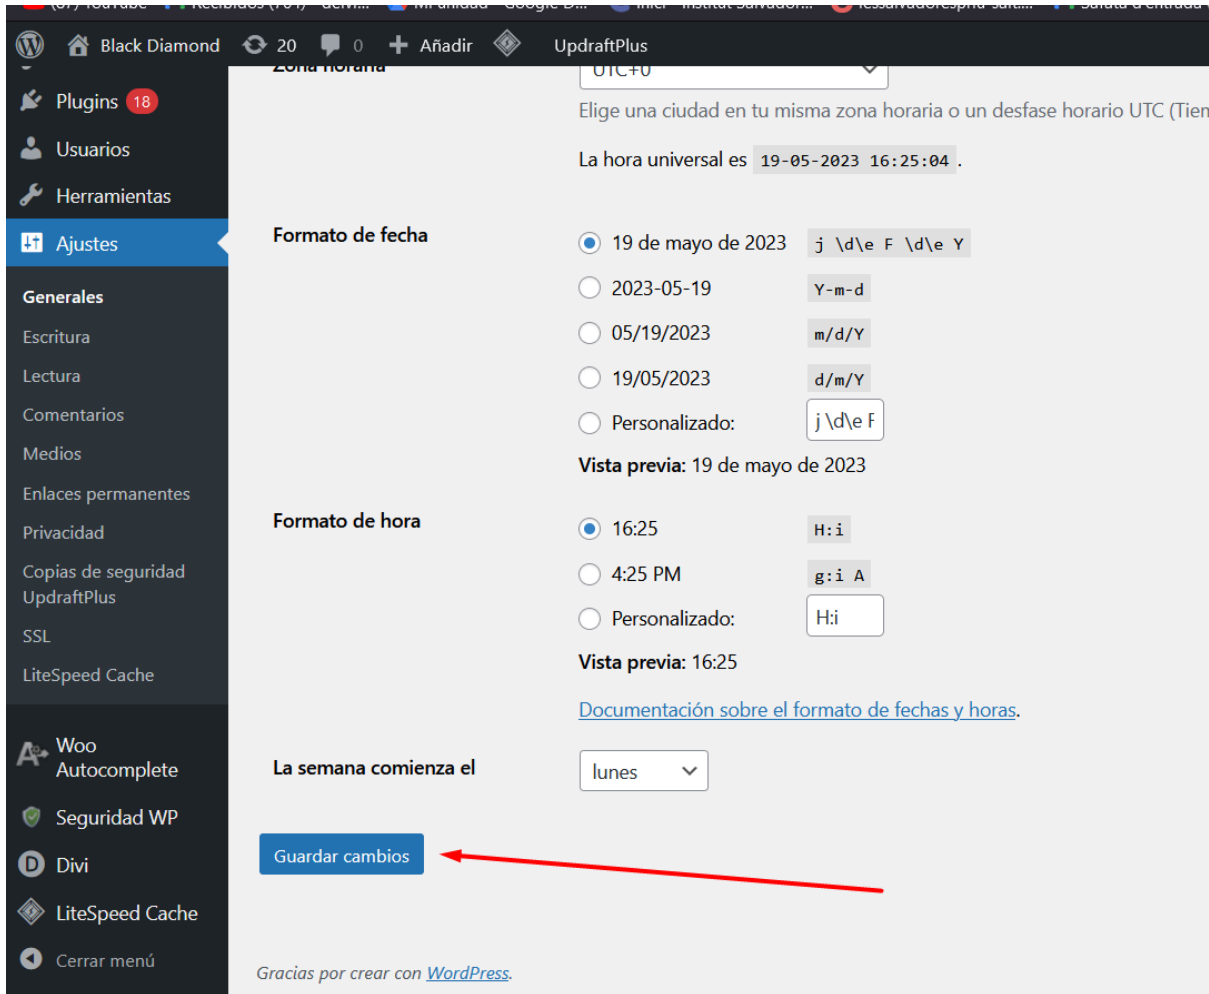 Black Diamond 20 0 Añadir UpdraftPlus
Plugins 18
Usuarios
Herramientas
Ajustes
Generales
Escritura
Lectura
Comentarios
Medios
Enlaces permanentes
Privacidad
Copias de seguridad
UpdraftPlus
SSL
LiteSpeed Cache
Woo
Autocomplete
Seguridad WP
D Divi
LiteSpeed Cache
Cerrar menú
Zona horaria
UTC+0
Elige una ciudad en tu misma zona horaria o un desfase horario UTC (Tien
La hora universal es 19-05-2023 16:25:04 .
Formato de fecha
19 de mayo de 2023 j \d\e F \d\e Y
2023-05-19 Y-m-d
05/19/2023 m/d/Y
19/05/2023 d/m/Y
Personalizado: j \d\e F
Vista previa: 19 de mayo de 2023
Formato de hora
16:25 H:i
4:25 PM g:i A
Personalizado: H:i
Vista previa: 16:25
Documentación sobre el formato de fechas y horas.
La semana comienza el lunes
Guardar cambios
Gracias por crear con WordPress.